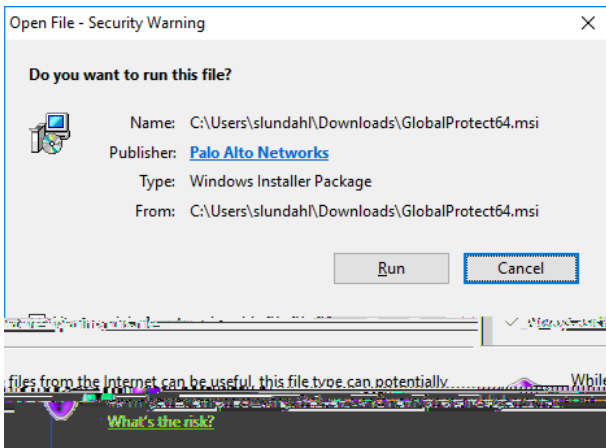 Open File - Security Warning
Do you want to run this file?
Name: C:\Users\slundahl\Downloads\GlobalProtect64.msi
Publisher: Palo Alto Networks
Type: Windows Installer Package
From: C:\Users\slundahl\Downloads\GlobalProtect64.msi
Run Cancel
files from the Internet can be useful, this file type can potentially While
What's the risk?